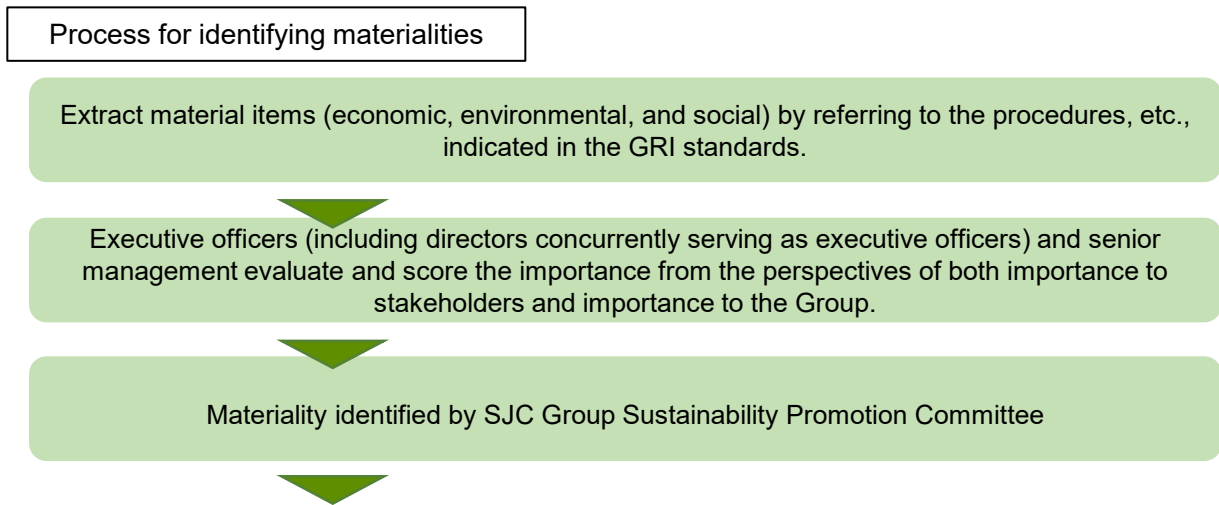 Process for identifying materialities
Extract material items (economic, environmental, and social) by referring to the procedures, etc.,
indicated in the GRI standards.
Executive officers (including directors concurrently serving as executive officers) and senior
management evaluate and score the importance from the perspectives of both importance to
stakeholders and importance to the Group.
Materiality identified by SJC Group Sustainability Promotion Committee